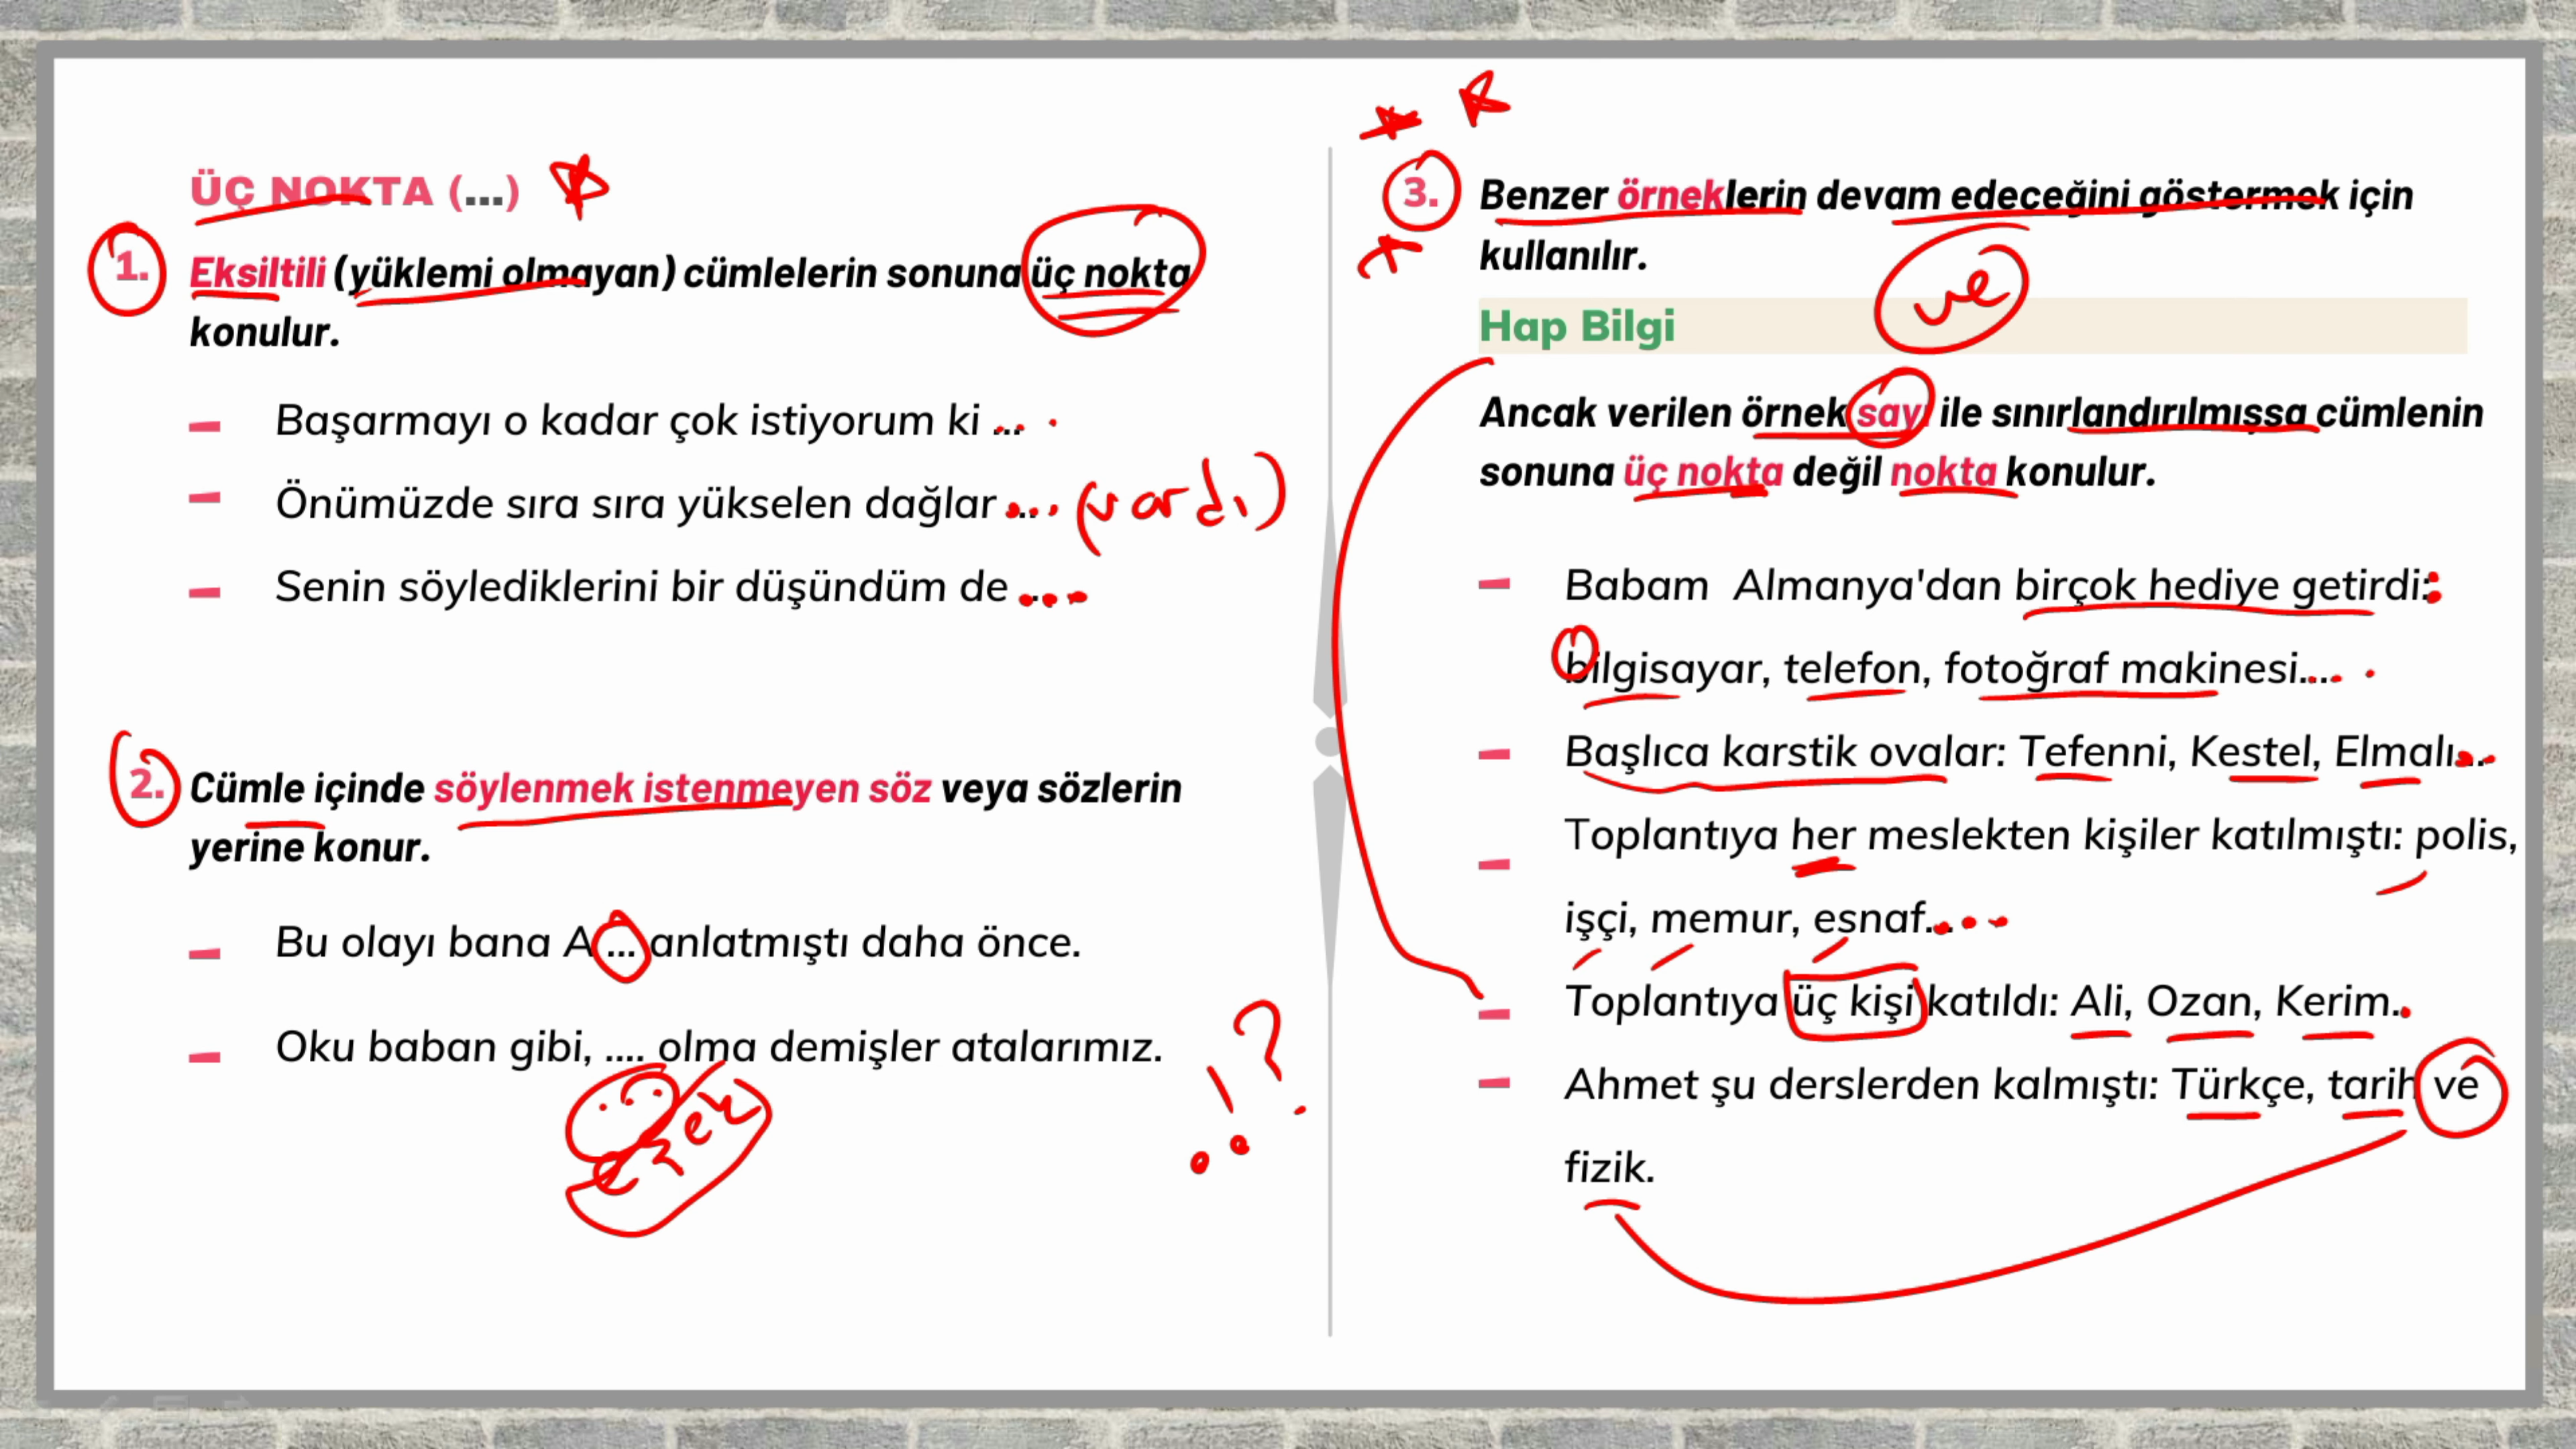 ÜÇ NOKTA (...)
1. Eksiltili (yüklemi olmayan) cümlelerin sonuna üç nokta
konulur.
- Başarmayı o kadar çok istiyorum ki ...
- Önümüzde sıra sıra yükselen dağlar ... (vardı)
- Senin söylediklerini bir düşündüm de ...
2. Cümle içinde söylenmek istenmeyen söz veya sözlerin
yerine konur.
- Bu olayı bana A ... anlatmıştı daha önce.
- Oku baban gibi, .... olma demişler atalarımız.
! ?
3. Benzer örneklerin devam edeceğini göstermek için
kullanılır.
Hap Bilgi
ve
Ancak verilen örnek sayı ile sınırlandırılmışsa cümlenin
sonuna üç nokta değil nokta konulur.
- Babam Almanya'dan birçok hediye getirdi:
bilgisayar, telefon, fotoğraf makinesi...
- Başlıca karstik ovalar: Tefenni, Kestel, Elmalı...
- Toplantıya her meslekten kişiler katılmıştı: polis,
işçi, memur, esnaf...
- Toplantıya üç kişi katıldı: Ali, Ozan, Kerim.
- Ahmet şu derslerden kalmıştı: Türkçe, tarih ve
fizik.